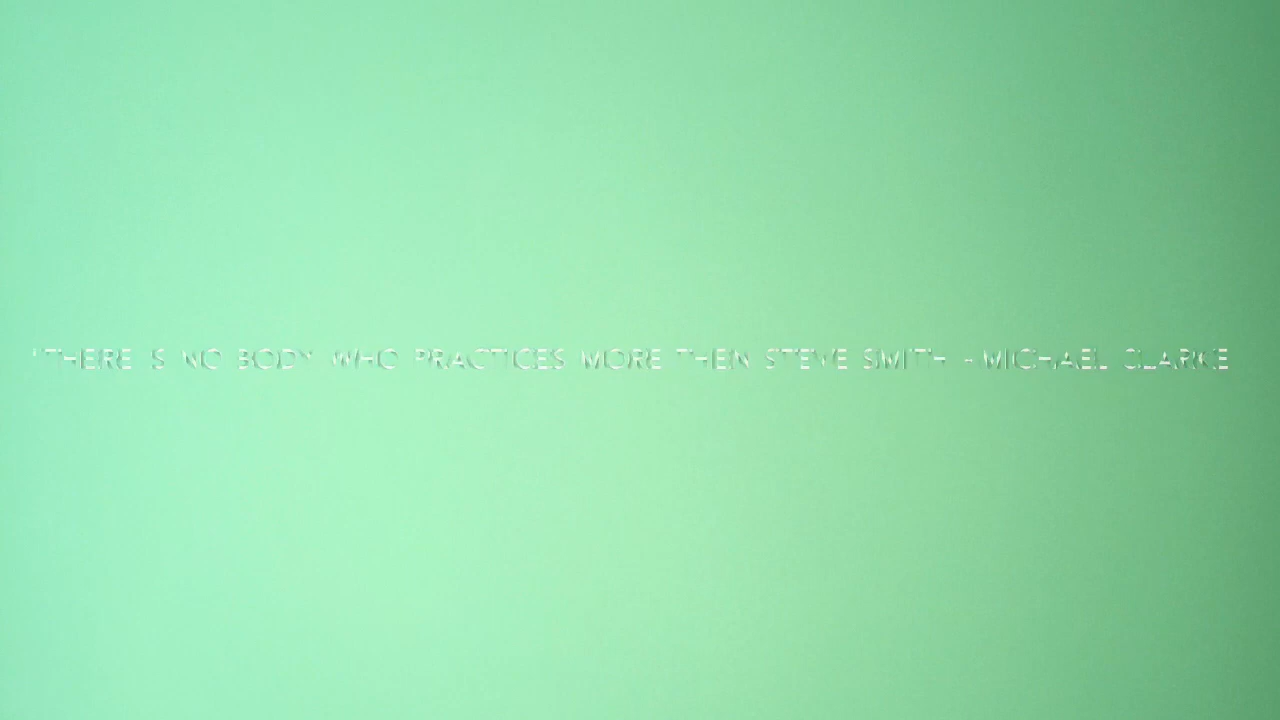 'THERE IS NO BODY WHO PRACTICES MORE THEN STEVE SMITH - MICHAEL CLARKE